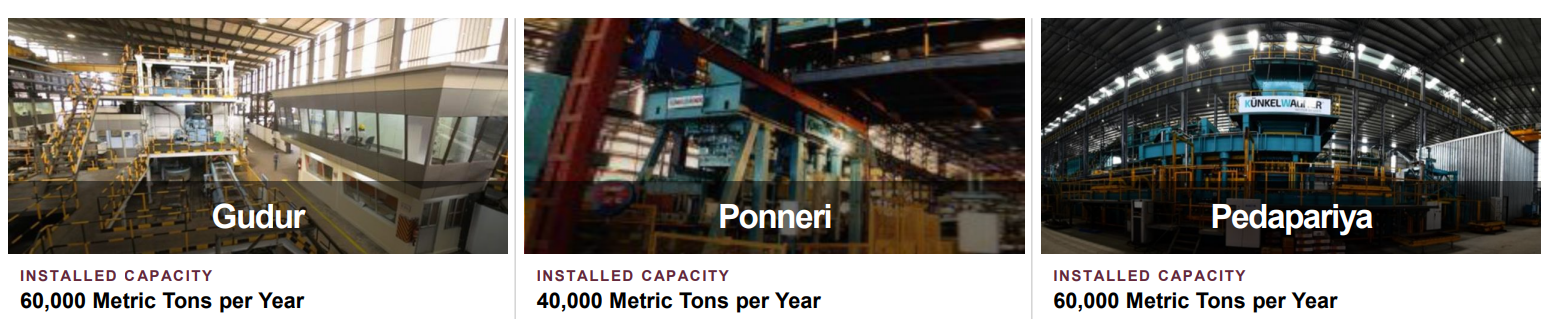 KÜNKELWAGNER
Gudur
Ponneri
Pedapariya
INSTALLED CAPACITY
60,000 Metric Tons per Year
INSTALLED CAPACITY
40,000 Metric Tons per Year
INSTALLED CAPACITY
60,000 Metric Tons per Year